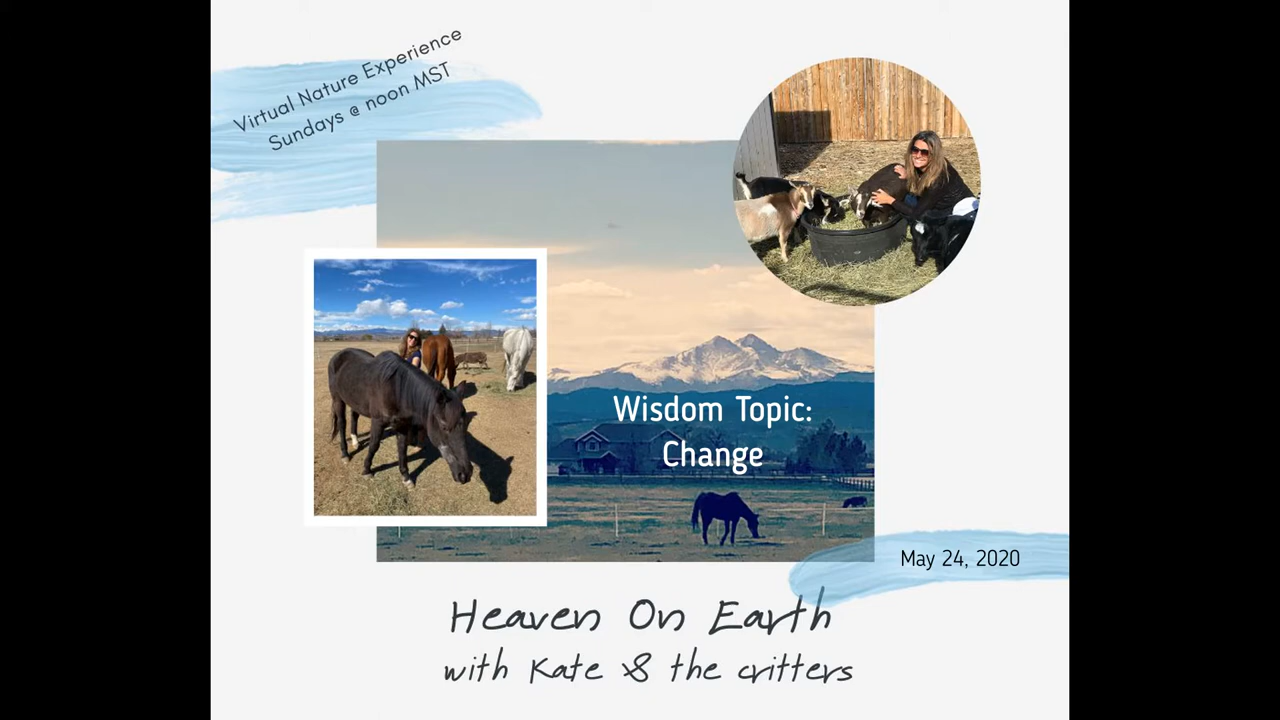 Virtual Nature Experience
Sundays @ noon MST
Wisdom Topic:
Change
May 24, 2020
Heaven On Earth
with Kate & the critters